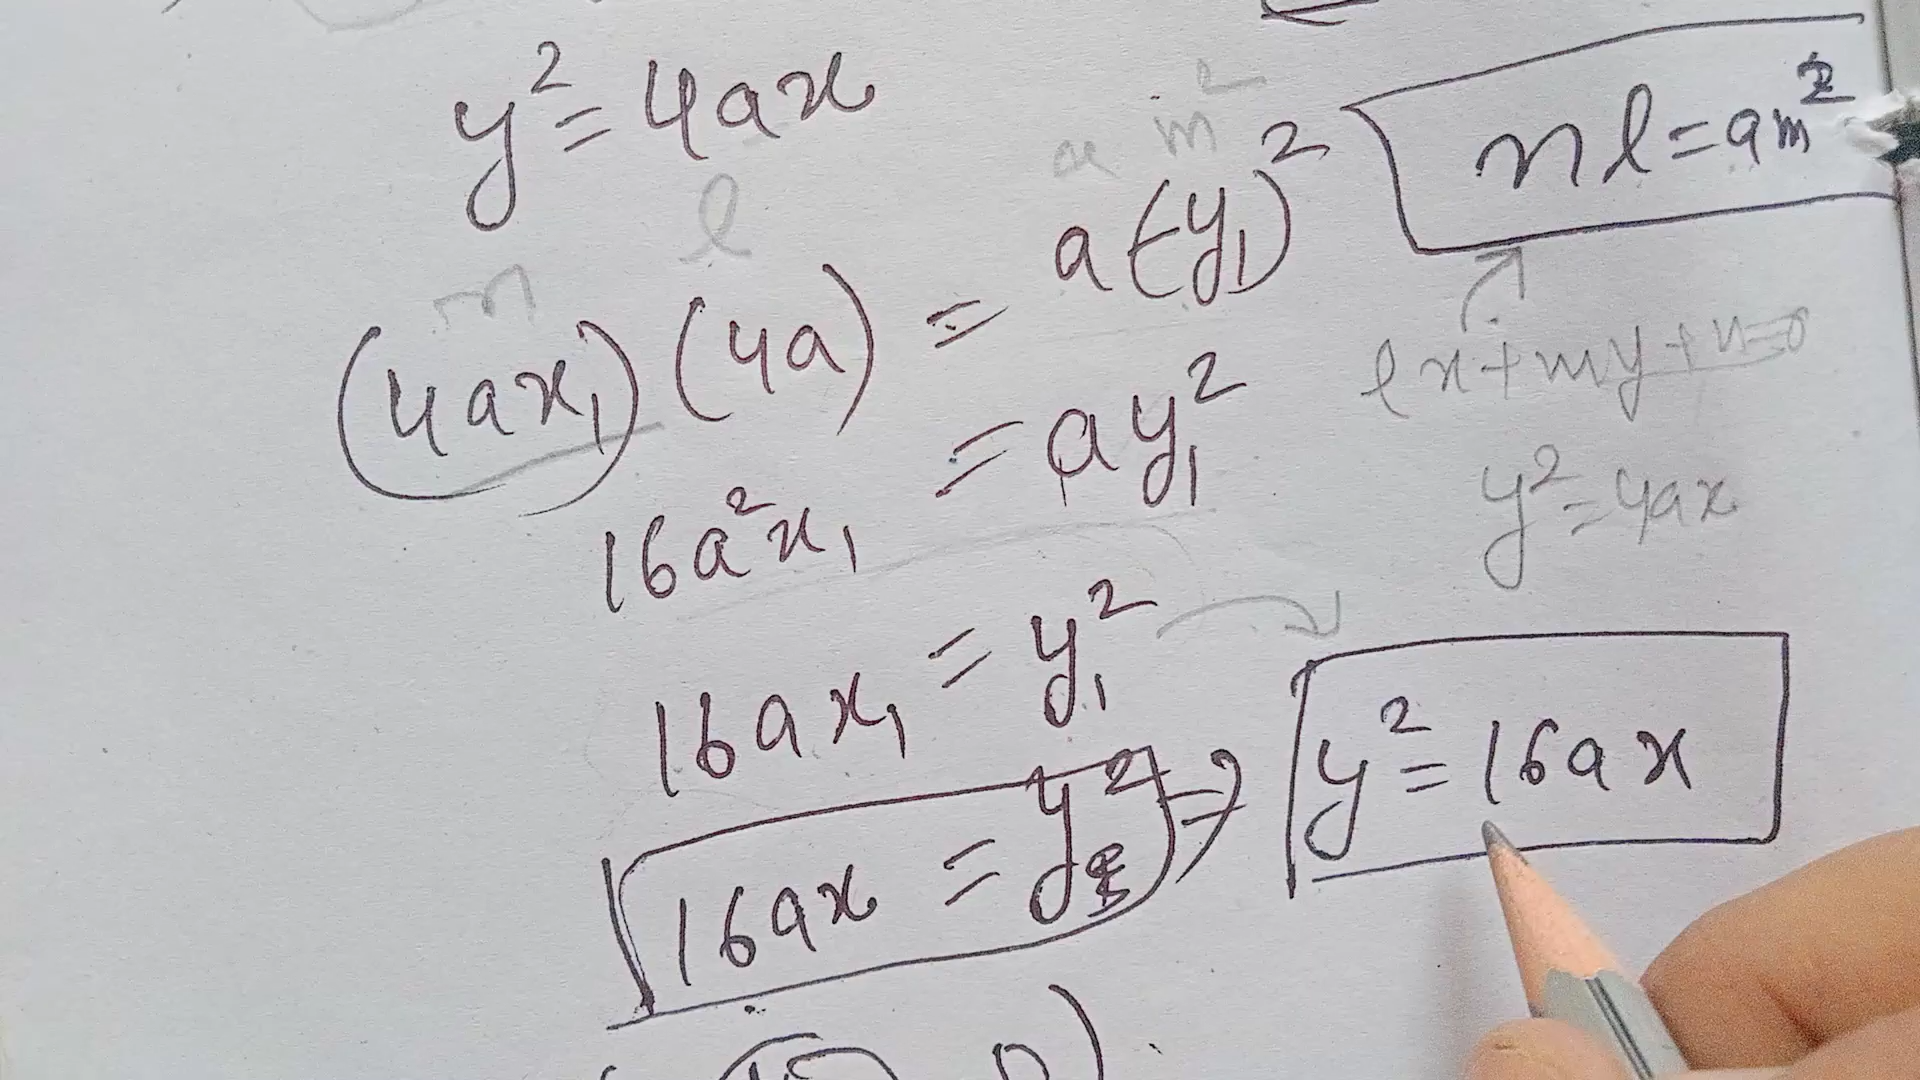 y² = 4ax
a m²
nl = am²
n l
(4ax₁) (4a) = a(-y₁)²
lx + my + n = 0
16a²x₁ = ay₁²
y² = 4ax
16ax₁ = y₁²
16ax = y² ⇒ y² = 16ax